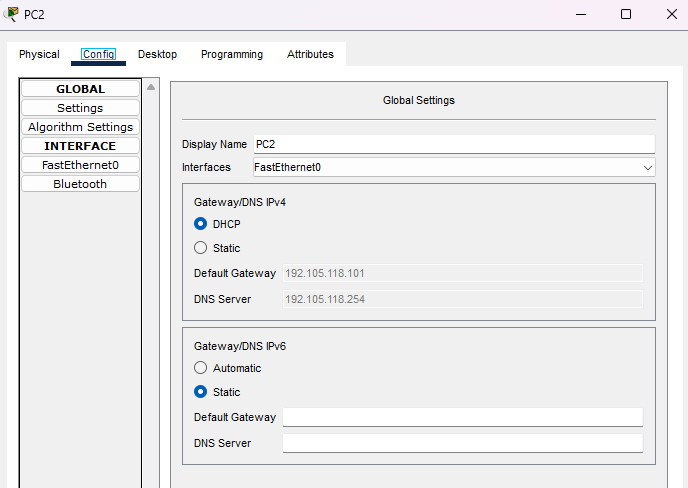 PC2
Physical Config Desktop Programming Attributes
GLOBAL
Settings
Algorithm Settings
INTERFACE
FastEthernet0
Bluetooth
Global Settings
Display Name PC2
Interfaces FastEthernet0
Gateway/DNS IPv4
DHCP
Static
Default Gateway 192.105.118.101
DNS Server 192.105.118.254
Gateway/DNS IPv6
Automatic
Static
Default Gateway
DNS Server